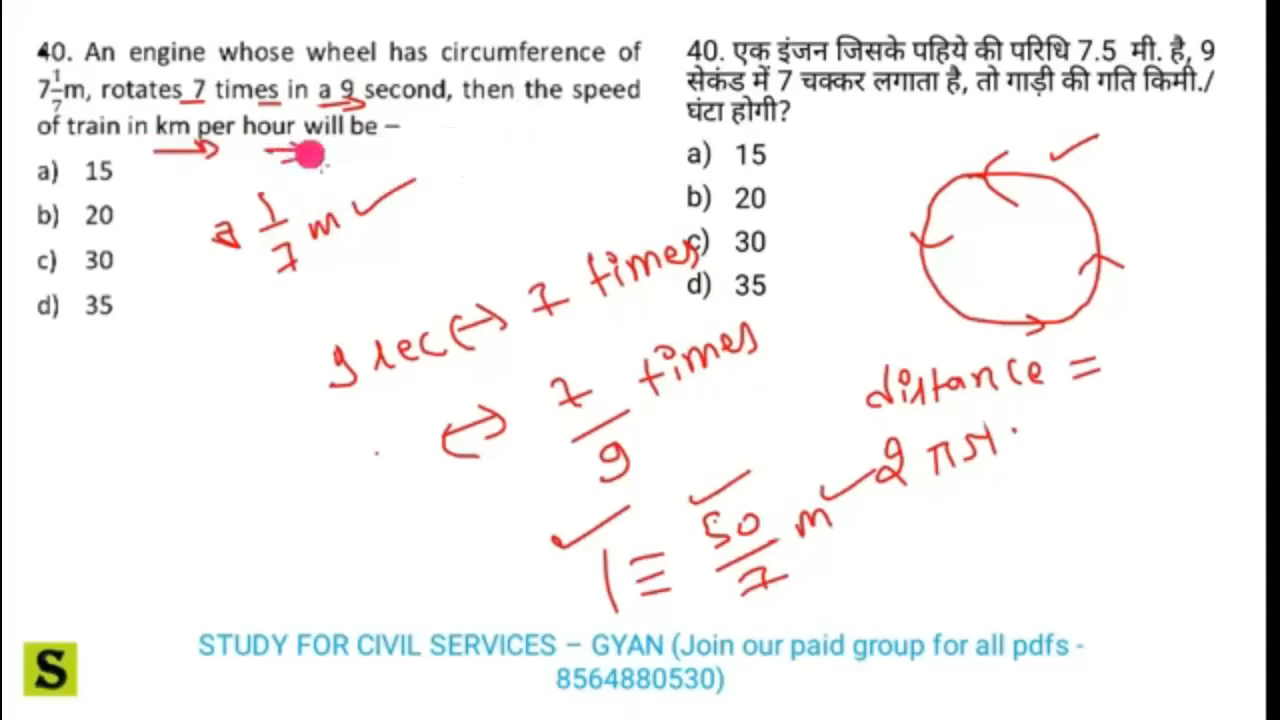 40. An engine whose wheel has circumference of
7 1/7 m, rotates 7 times in a 9 second, then the speed
of train in km per hour will be –
a) 15
b) 20
c) 30
d) 35
40. एक इंजन जिसके पहिये की परिधि 7.5 मी. है, 9
सेकंड में 7 चक्कर लगाता है, तो गाड़ी की गति किमी./
घंटा होगी?
a) 15
b) 20
c) 30
d) 35
1/7 m
9 sec ↔ 7 times
↔ 7/9 times
1 ≡ 50/7 m
distance =
2πr
STUDY FOR CIVIL SERVICES – GYAN (Join our paid group for all pdfs -
8564880530)
S